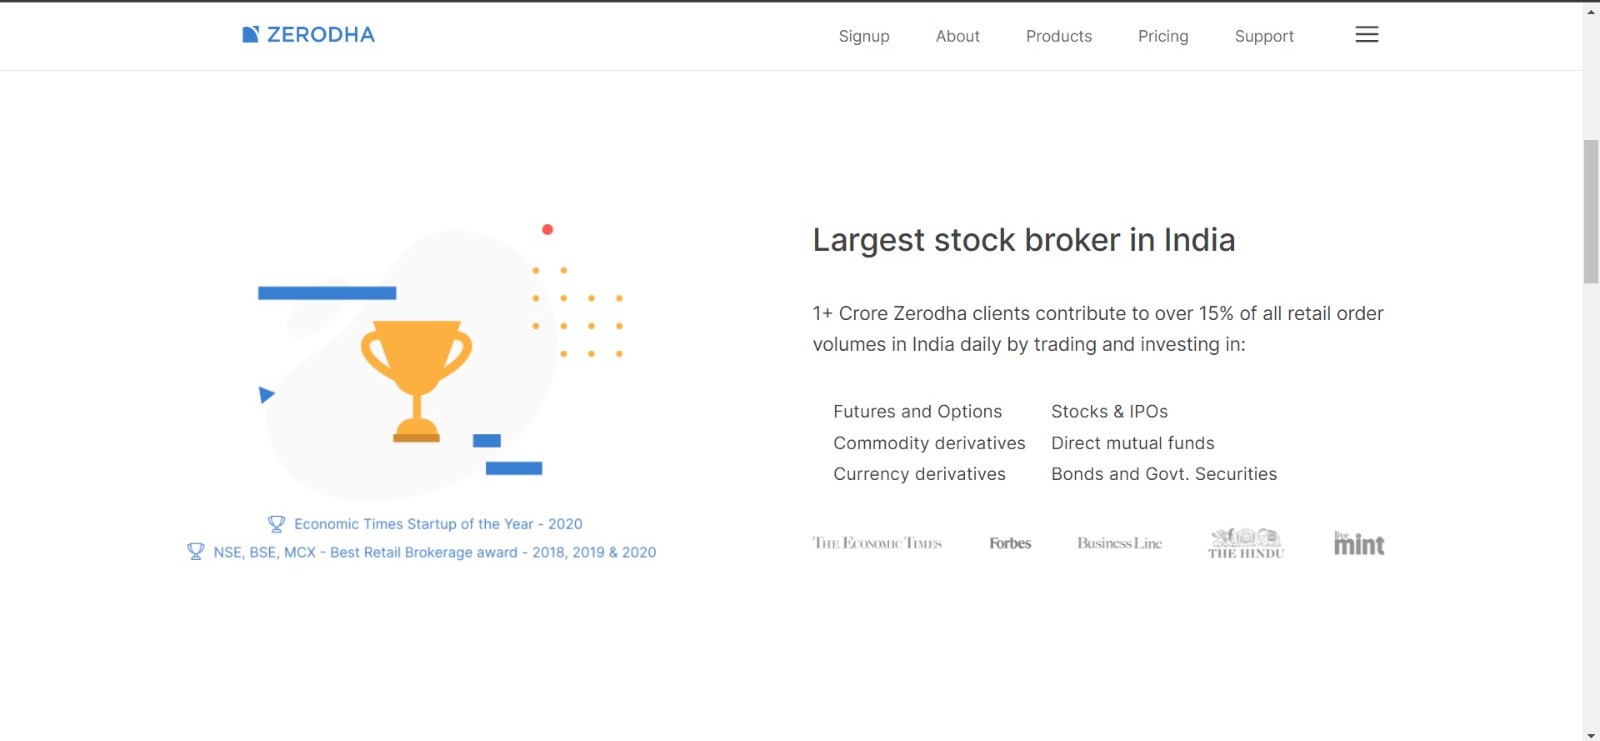 ZERODHA
Signup About Products Pricing Support
Largest stock broker in India
1+ Crore Zerodha clients contribute to over 15% of all retail order
volumes in India daily by trading and investing in:
Futures and Options Stocks & IPOs
Commodity derivatives Direct mutual funds
Currency derivatives Bonds and Govt. Securities
THE ECONOMIC TIMES Forbes BusinessLine THE HINDU live mint
Economic Times Startup of the Year - 2020
NSE, BSE, MCX - Best Retail Brokerage award - 2018, 2019 & 2020